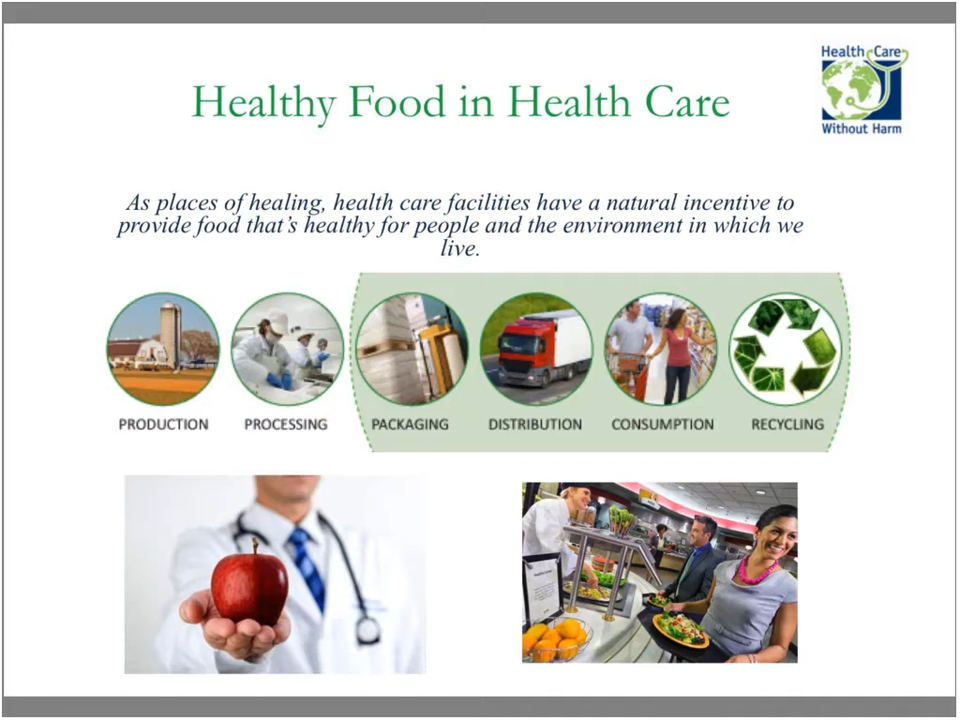 Healthy Food in Health Care
Health Care
Without Harm
As places of healing, health care facilities have a natural incentive to
provide food that's healthy for people and the environment in which we
live.
PRODUCTION PROCESSING PACKAGING DISTRIBUTION CONSUMPTION RECYCLING